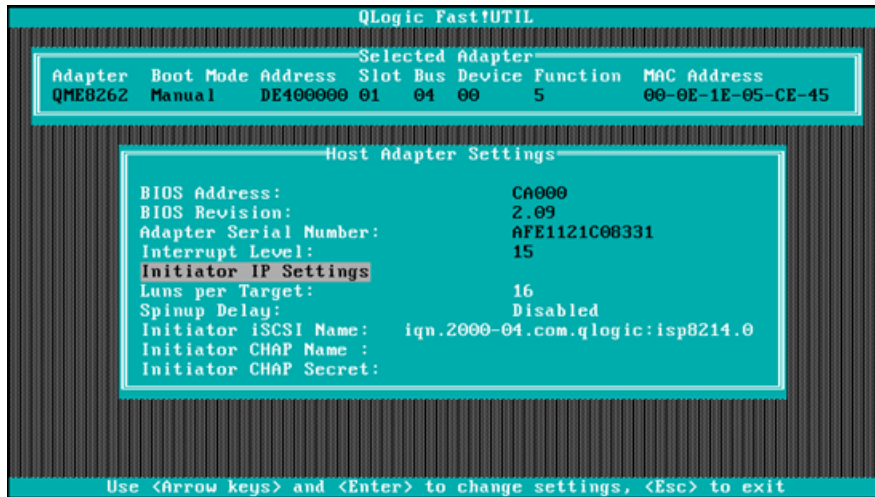 QLogic Fast!UTIL
Selected Adapter
Adapter Boot Mode Address Slot Bus Device Function MAC Address
QME8262 Manual DE400000 01 04 00 5 00-0E-1E-05-CE-45
Host Adapter Settings
BIOS Address: CA000
BIOS Revision: 2.09
Adapter Serial Number: AFE1121C08331
Interrupt Level: 15
Initiator IP Settings
Luns per Target: 16
Spinup Delay: Disabled
Initiator iSCSI Name: iqn.2000-04.com.qlogic:isp8214.0
Initiator CHAP Name :
Initiator CHAP Secret:
Use <Arrow keys> and <Enter> to change settings, <Esc> to exit